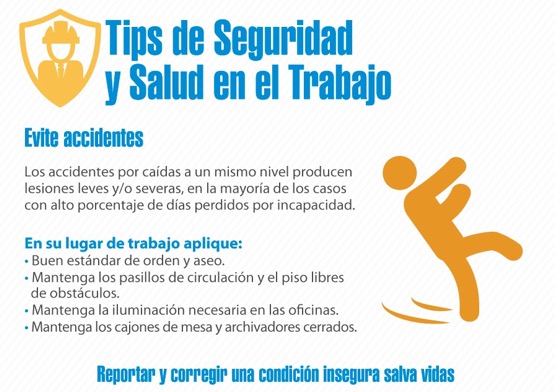 Tips de Seguridad
y Salud en el Trabajo
Evite accidentes
Los accidentes por caídas a un mismo nivel producen
lesiones leves y/o severas, en la mayoría de los casos
con alto porcentaje de días perdidos por incapacidad.
En su lugar de trabajo aplique:
• Buen estándar de orden y aseo.
• Mantenga los pasillos de circulación y el piso libres
de obstáculos.
• Mantenga la iluminación necesaria en las oficinas.
• Mantenga los cajones de mesa y archivadores cerrados.
Reportar y corregir una condición insegura salva vidas